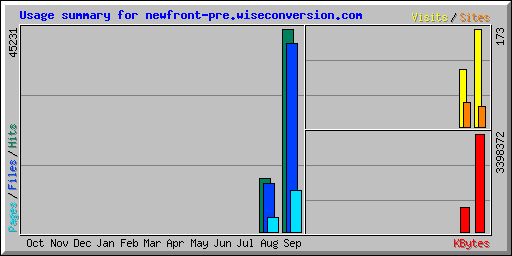 Usage summary for newfront-pre.wiseconversion.com
Visits / Sites
45231
173
Pages / Files / Hits
3398372
Oct Nov Dec Jan Feb Mar Apr May Jun Jul Aug Sep
KBytes